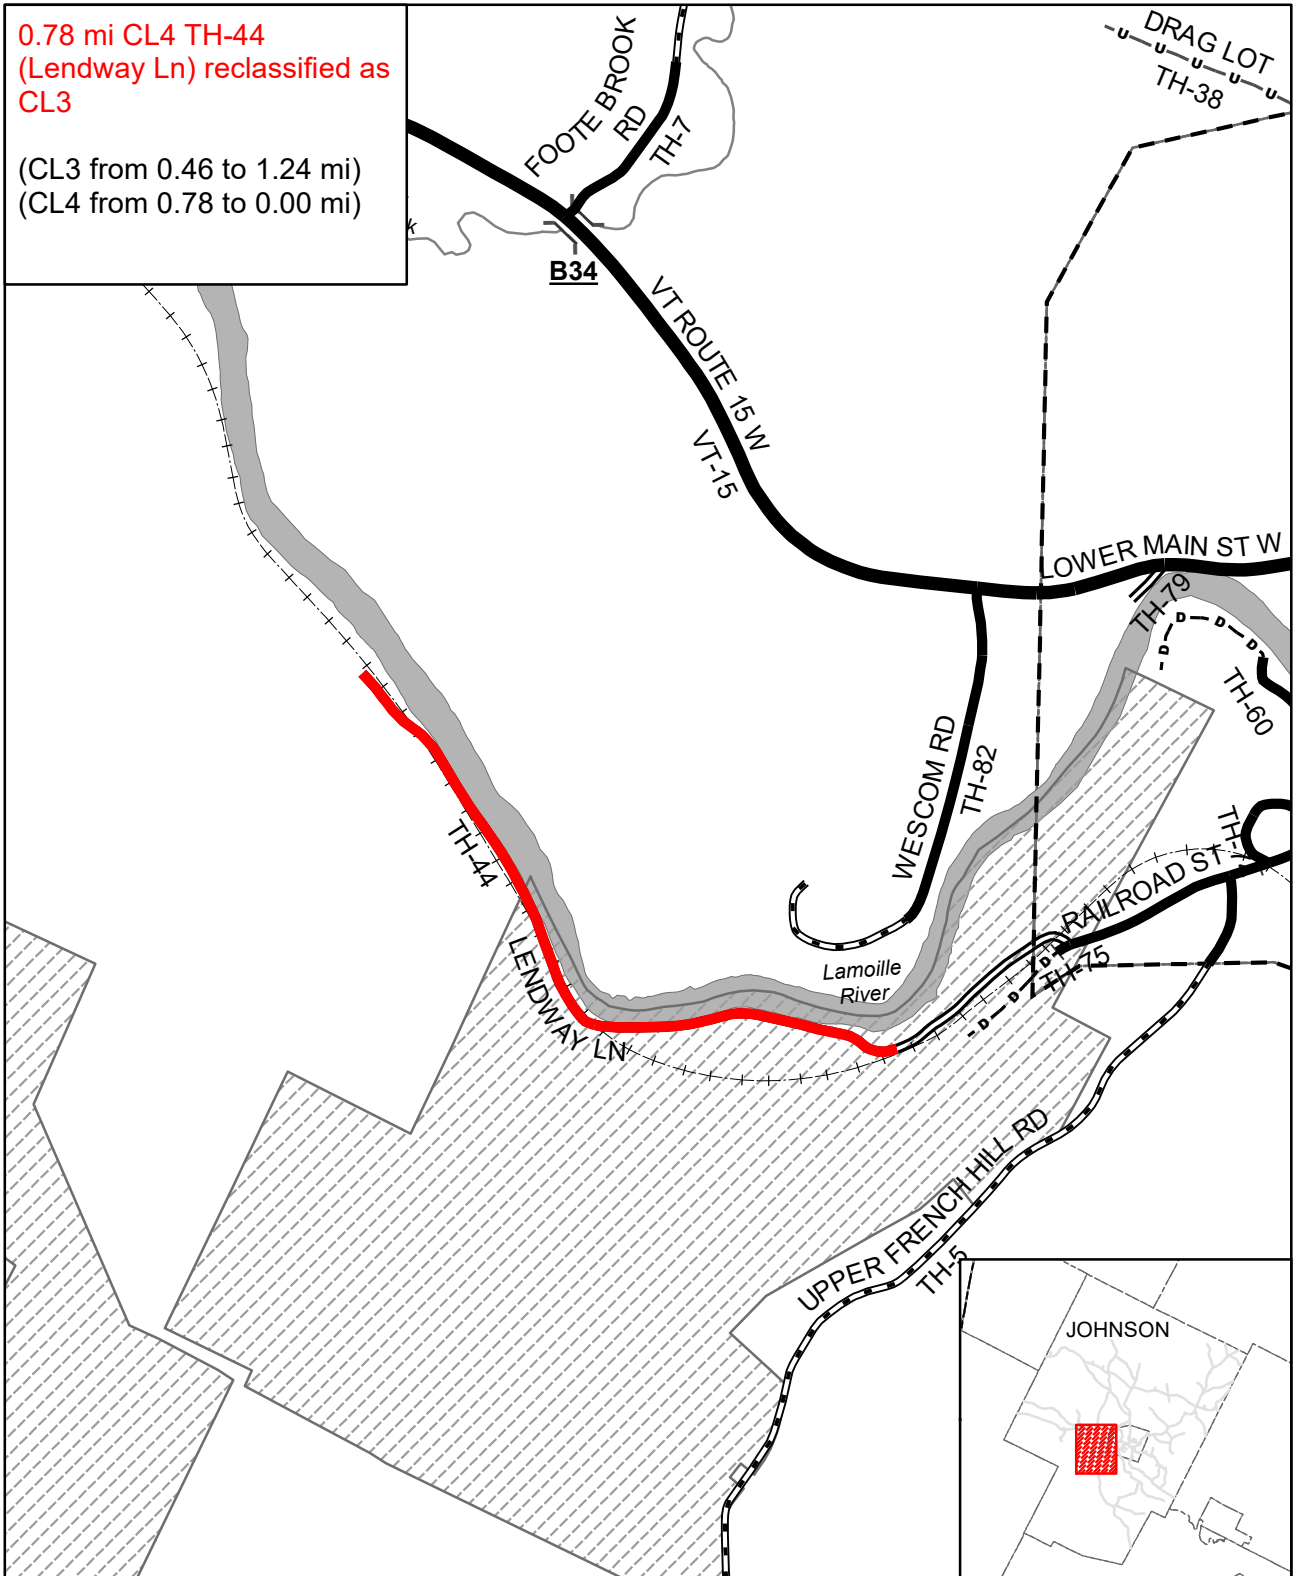 0.78 mi CL4 TH-44
(Lendway Ln) reclassified as
CL3
(CL3 from 0.46 to 1.24 mi)
(CL4 from 0.78 to 0.00 mi)
FOOTE BROOK
RD
TH-7
DRAG LOT
TH-38
U U U U U
k
B34
VT ROUTE 15 W
VT-15
LOWER MAIN ST W
TH-79
D D D D
TH-60
WESCOM RD
TH-82
TH-44
LENDWAY LN
Lamoille
River
TH-
RAILROAD ST
TH-75
D D D
UPPER FRENCH HILL RD
TH-5
JOHNSON